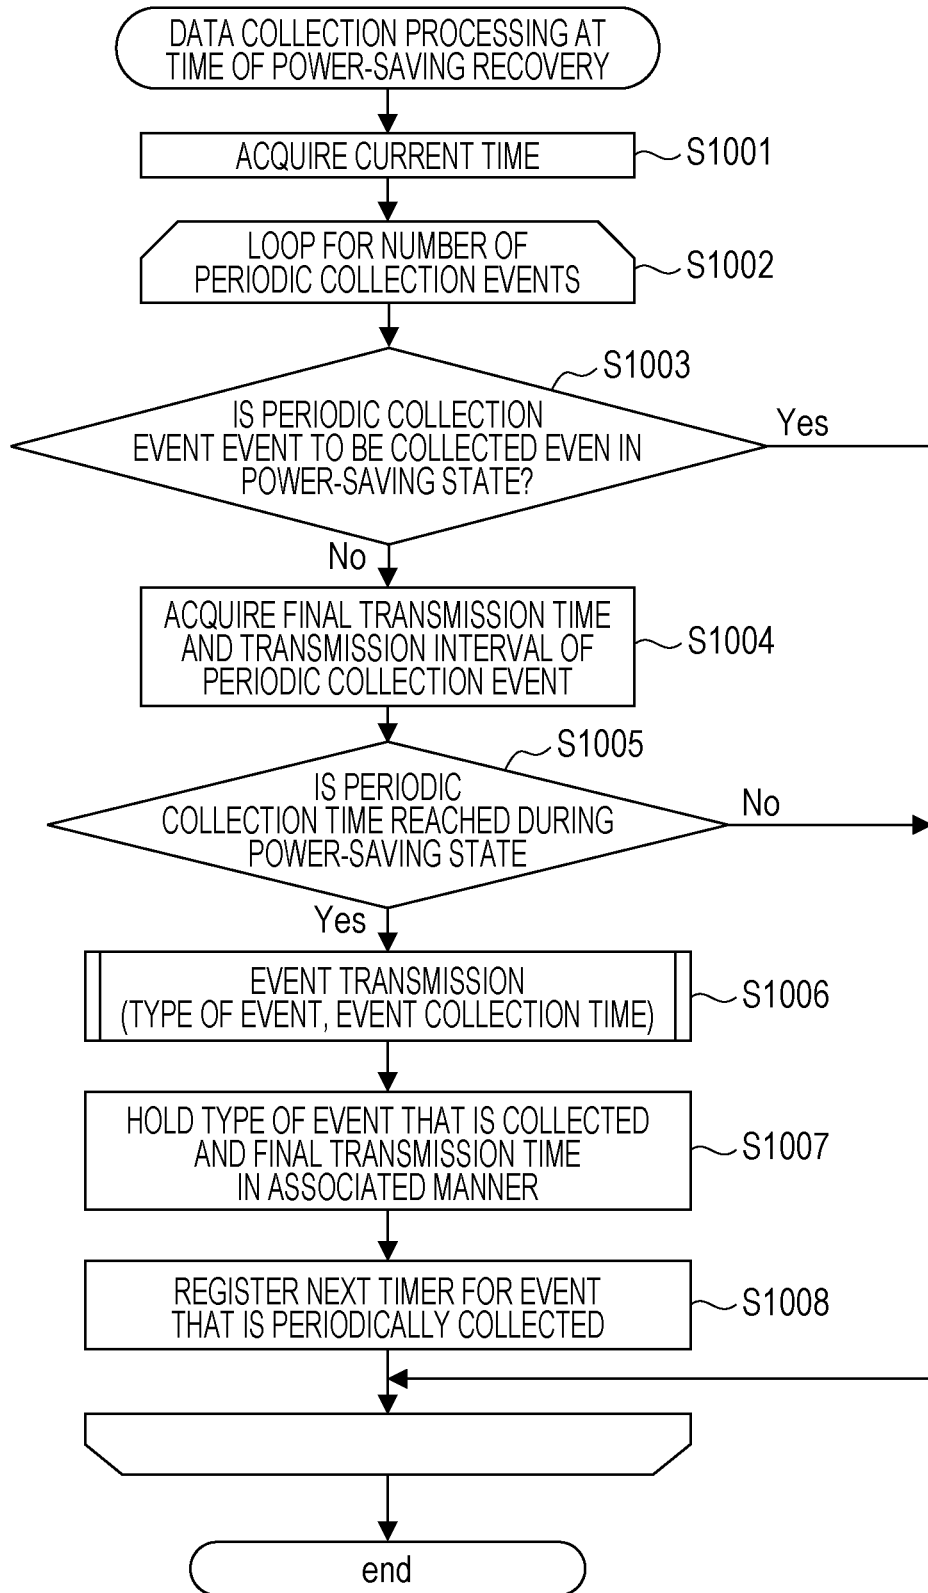 DATA COLLECTION PROCESSING AT
TIME OF POWER-SAVING RECOVERY
ACQUIRE CURRENT TIME
S1001
LOOP FOR NUMBER OF
PERIODIC COLLECTION EVENTS
S1002
S1003
IS PERIODIC COLLECTION
EVENT EVENT TO BE COLLECTED EVEN IN
POWER-SAVING STATE?
Yes
No
ACQUIRE FINAL TRANSMISSION TIME
AND TRANSMISSION INTERVAL OF
PERIODIC COLLECTION EVENT
S1004
S1005
IS PERIODIC
COLLECTION TIME REACHED DURING
POWER-SAVING STATE
No
Yes
EVENT TRANSMISSION
(TYPE OF EVENT, EVENT COLLECTION TIME)
S1006
HOLD TYPE OF EVENT THAT IS COLLECTED
AND FINAL TRANSMISSION TIME
IN ASSOCIATED MANNER
S1007
REGISTER NEXT TIMER FOR EVENT
THAT IS PERIODICALLY COLLECTED
S1008
end